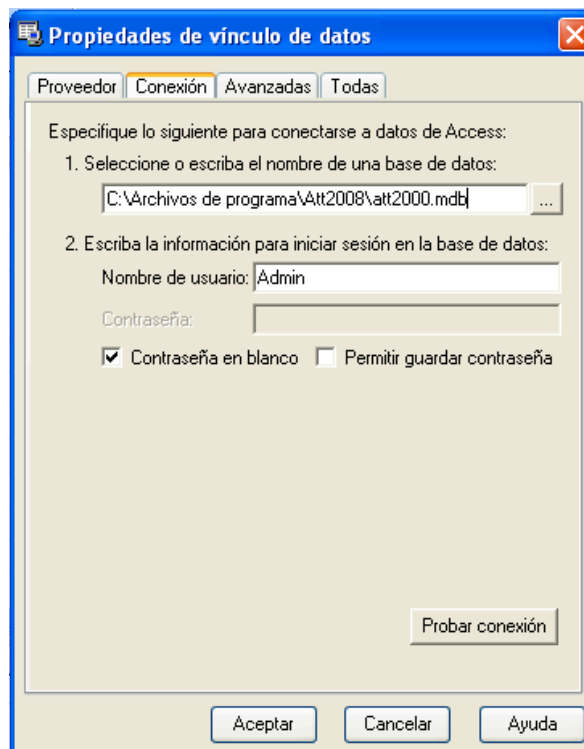 Propiedades de vínculo de datos
Proveedor Conexión Avanzadas Todas
Especifique lo siguiente para conectarse a datos de Access:
1. Seleccione o escriba el nombre de una base de datos:
C:\Archivos de programa\Att2008\att2000.mdb ...
2. Escriba la información para iniciar sesión en la base de datos:
Nombre de usuario: Admin
Contraseña:
Contraseña en blanco Permitir guardar contraseña
Probar conexión
Aceptar Cancelar Ayuda